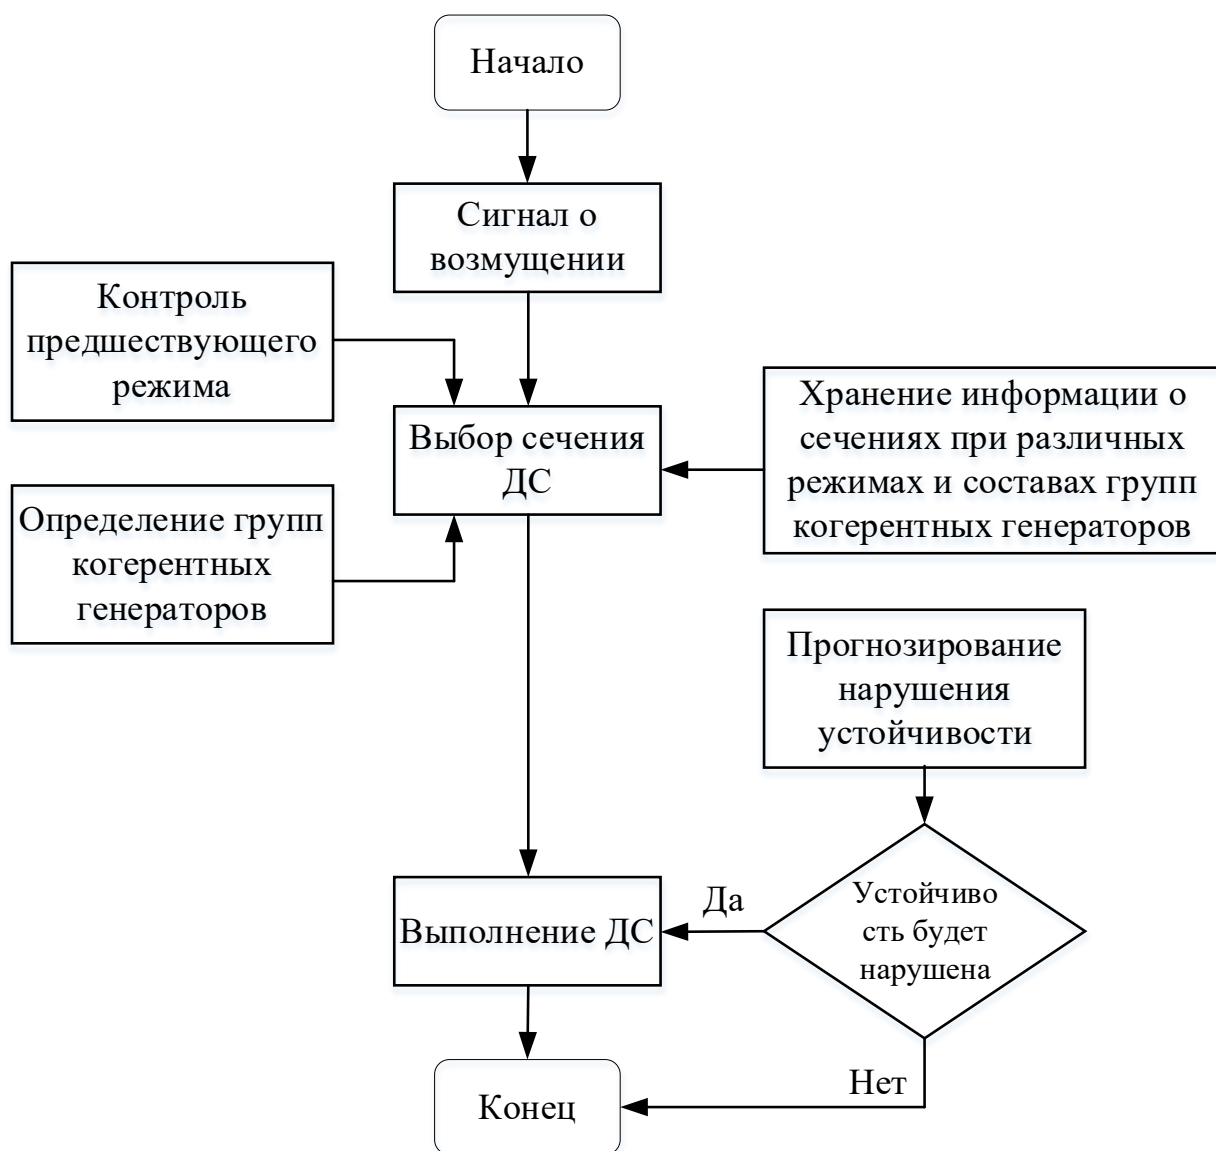 Начало
Сигнал о
возмущении
Контроль
предшествующего
режима
Выбор сечения
ДС
Хранение информации о
сечениях при различных
режимах и составах групп
когерентных генераторов
Определение групп
когерентных
генераторов
Прогнозирование
нарушения
устойчивости
Устойчиво
сть будет
нарушена
Да
Выполнение ДС
Нет
Конец